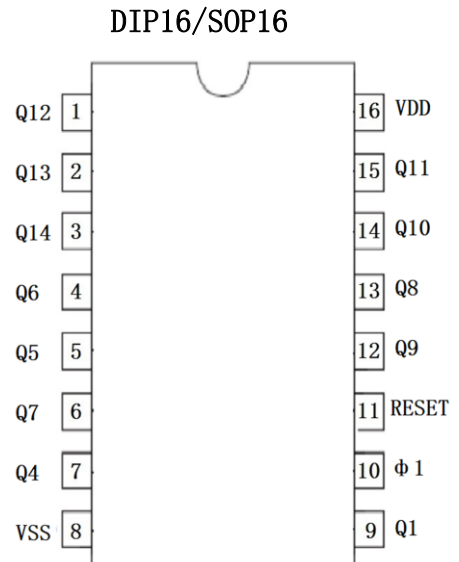 DIP16/SOP16
Q12 1 16 VDD
Q13 2 15 Q11
Q14 3 14 Q10
Q6 4 13 Q8
Q5 5 12 Q9
Q7 6 11 RESET
Q4 7 10 Φ1
VSS 8 9 Q1